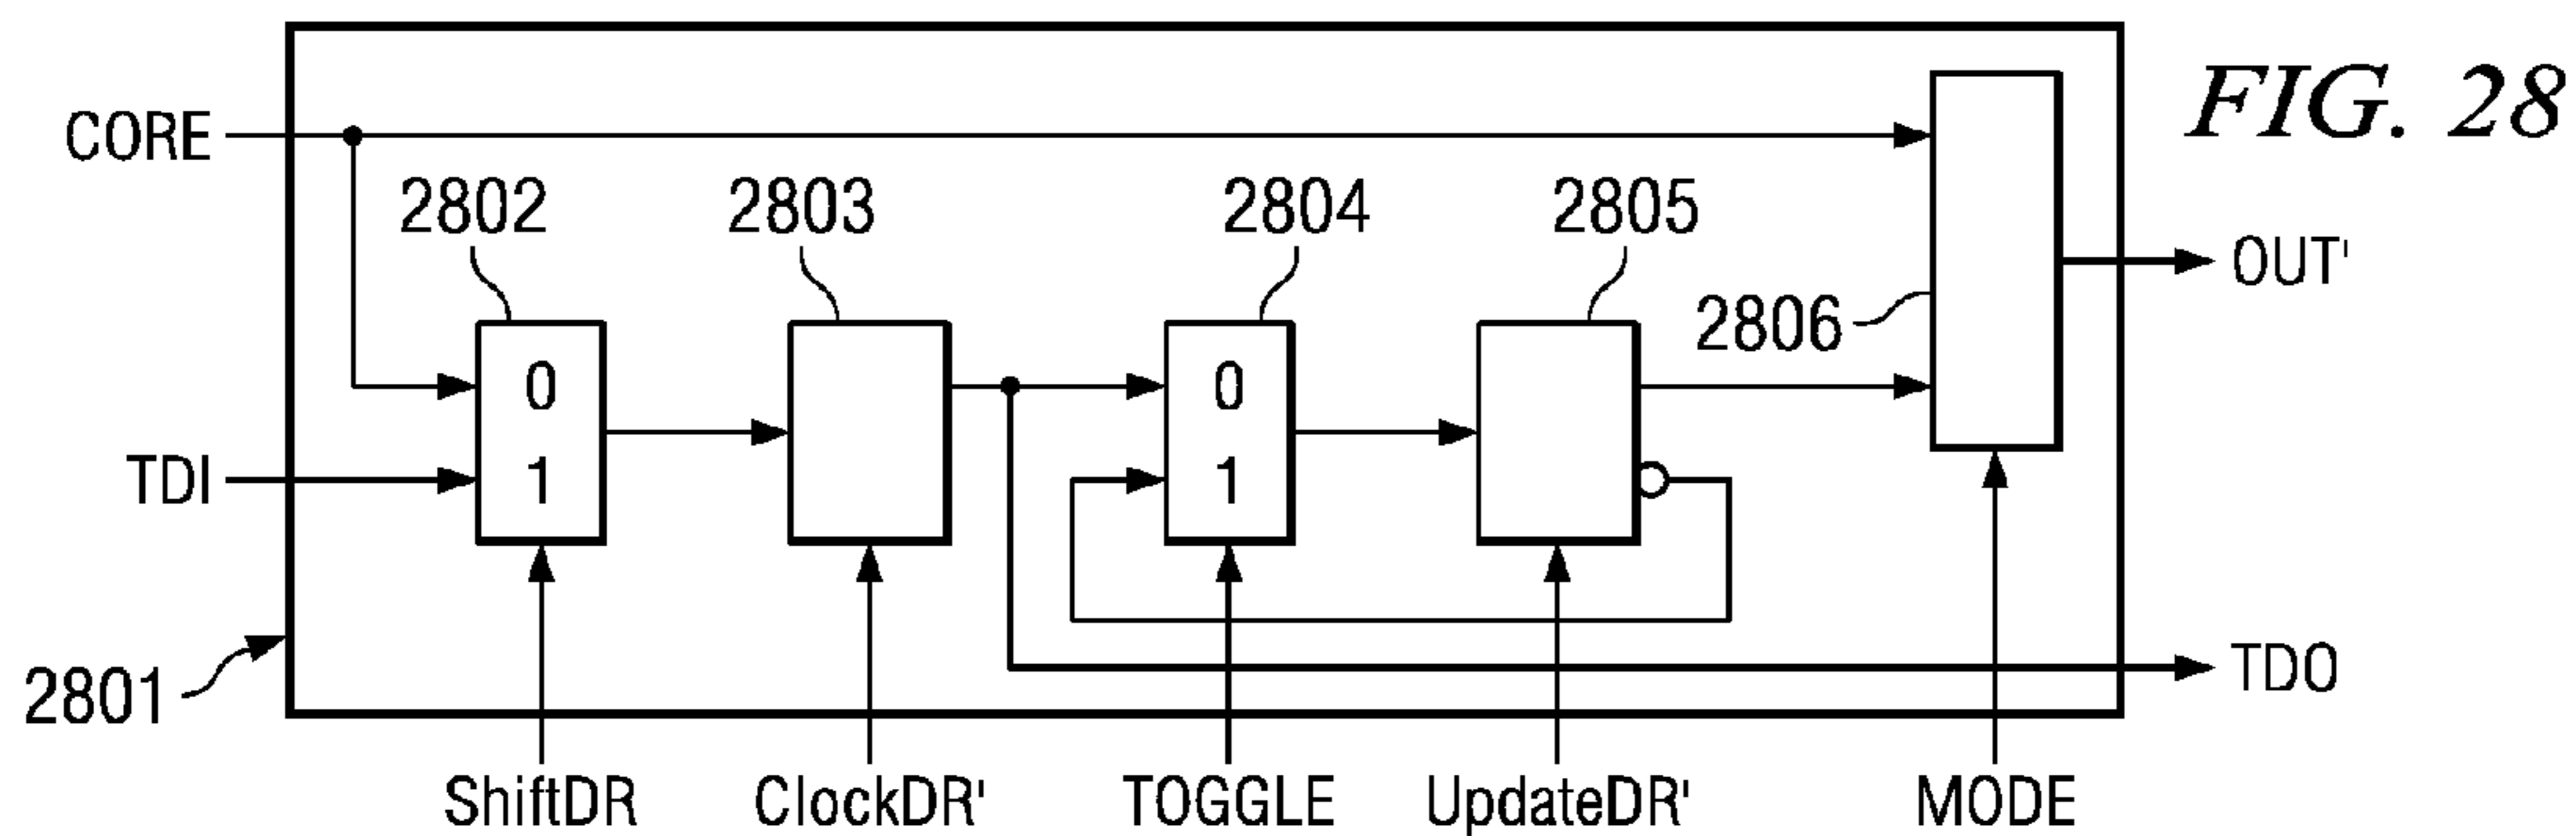 FIG. 28
CORE
2802
2803
2804
2805
OUT'
2806
0
1
0
1
TDI
2801
TDO
ShiftDR
ClockDR'
TOGGLE
UpdateDR'
MODE